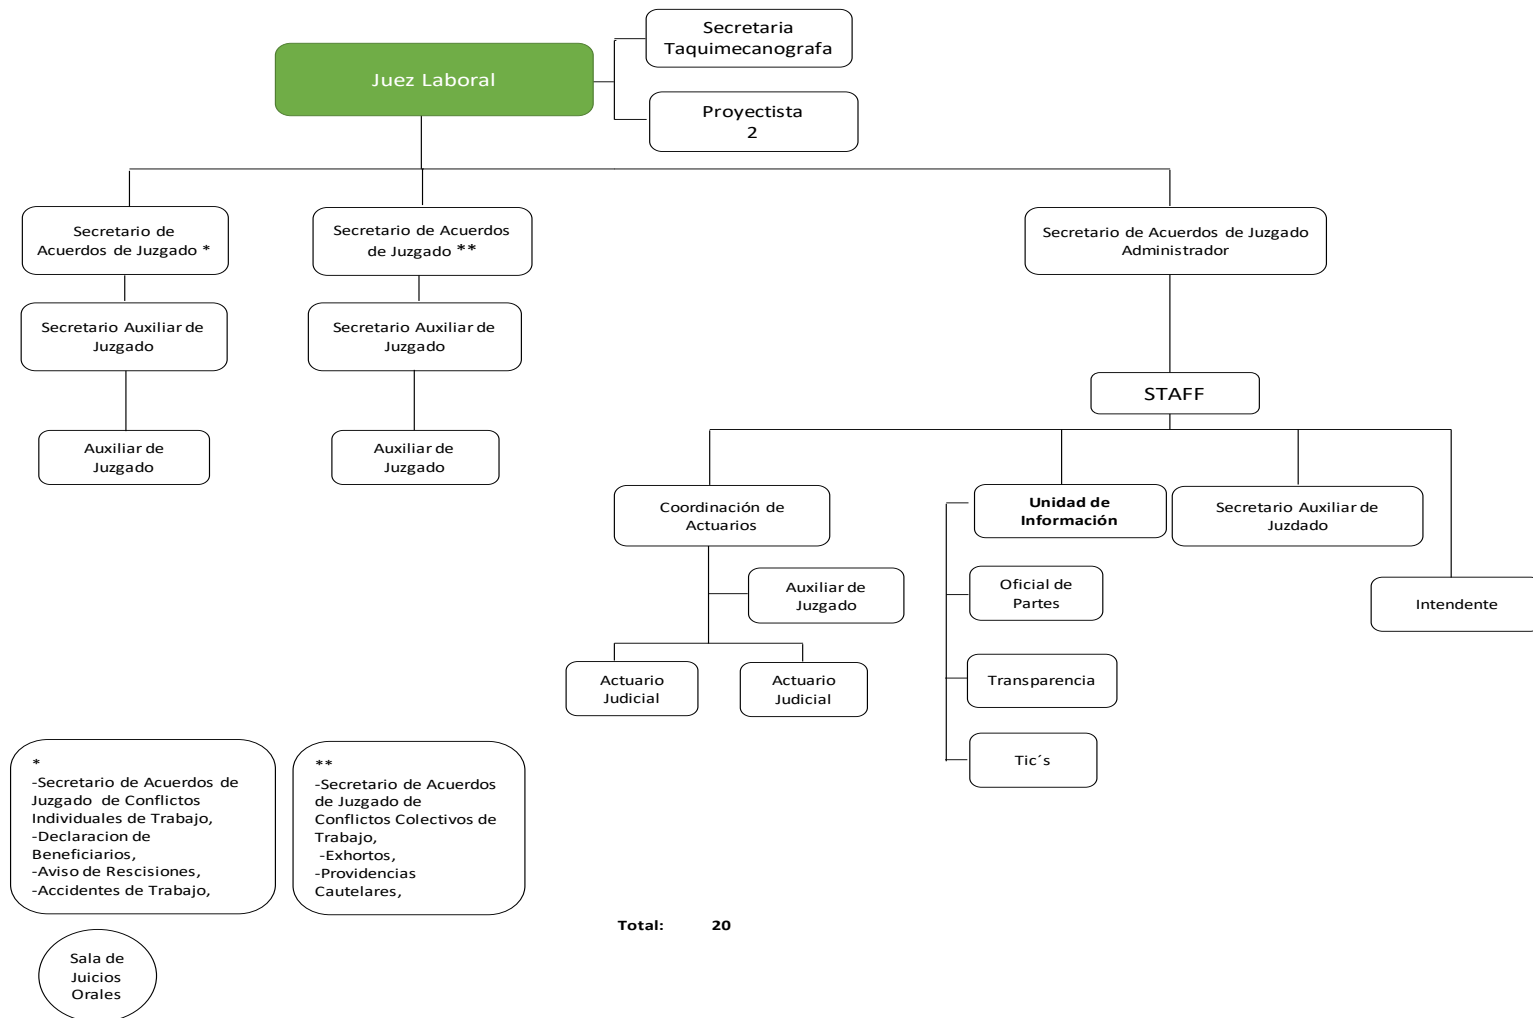 Secretaria
Taquimecanografa
Juez Laboral
Proyectista
2
Secretario de
Acuerdos de Juzgado *
Secretario de Acuerdos
de Juzgado **
Secretario de Acuerdos de Juzgado
Administrador
Secretario Auxiliar de
Juzgado
Secretario Auxiliar de
Juzgado
STAFF
Auxiliar de
Juzgado
Auxiliar de
Juzgado
Coordinación de
Actuarios
Unidad de
Información
Secretario Auxiliar de
Juzdado
Auxiliar de
Juzgado
Oficial de
Partes
Intendente
Actuario
Judicial
Actuario
Judicial
Transparencia
Tic´s
*
-Secretario de Acuerdos de
Juzgado de Conflictos
Individuales de Trabajo,
-Declaracion de
Beneficiarios,
-Aviso de Rescisiones,
-Accidentes de Trabajo,
**
-Secretario de Acuerdos
de Juzgado de
Conflictos Colectivos de
Trabajo,
-Exhortos,
-Providencias
Cautelares,
Total: 20
Sala de
Juicios
Orales